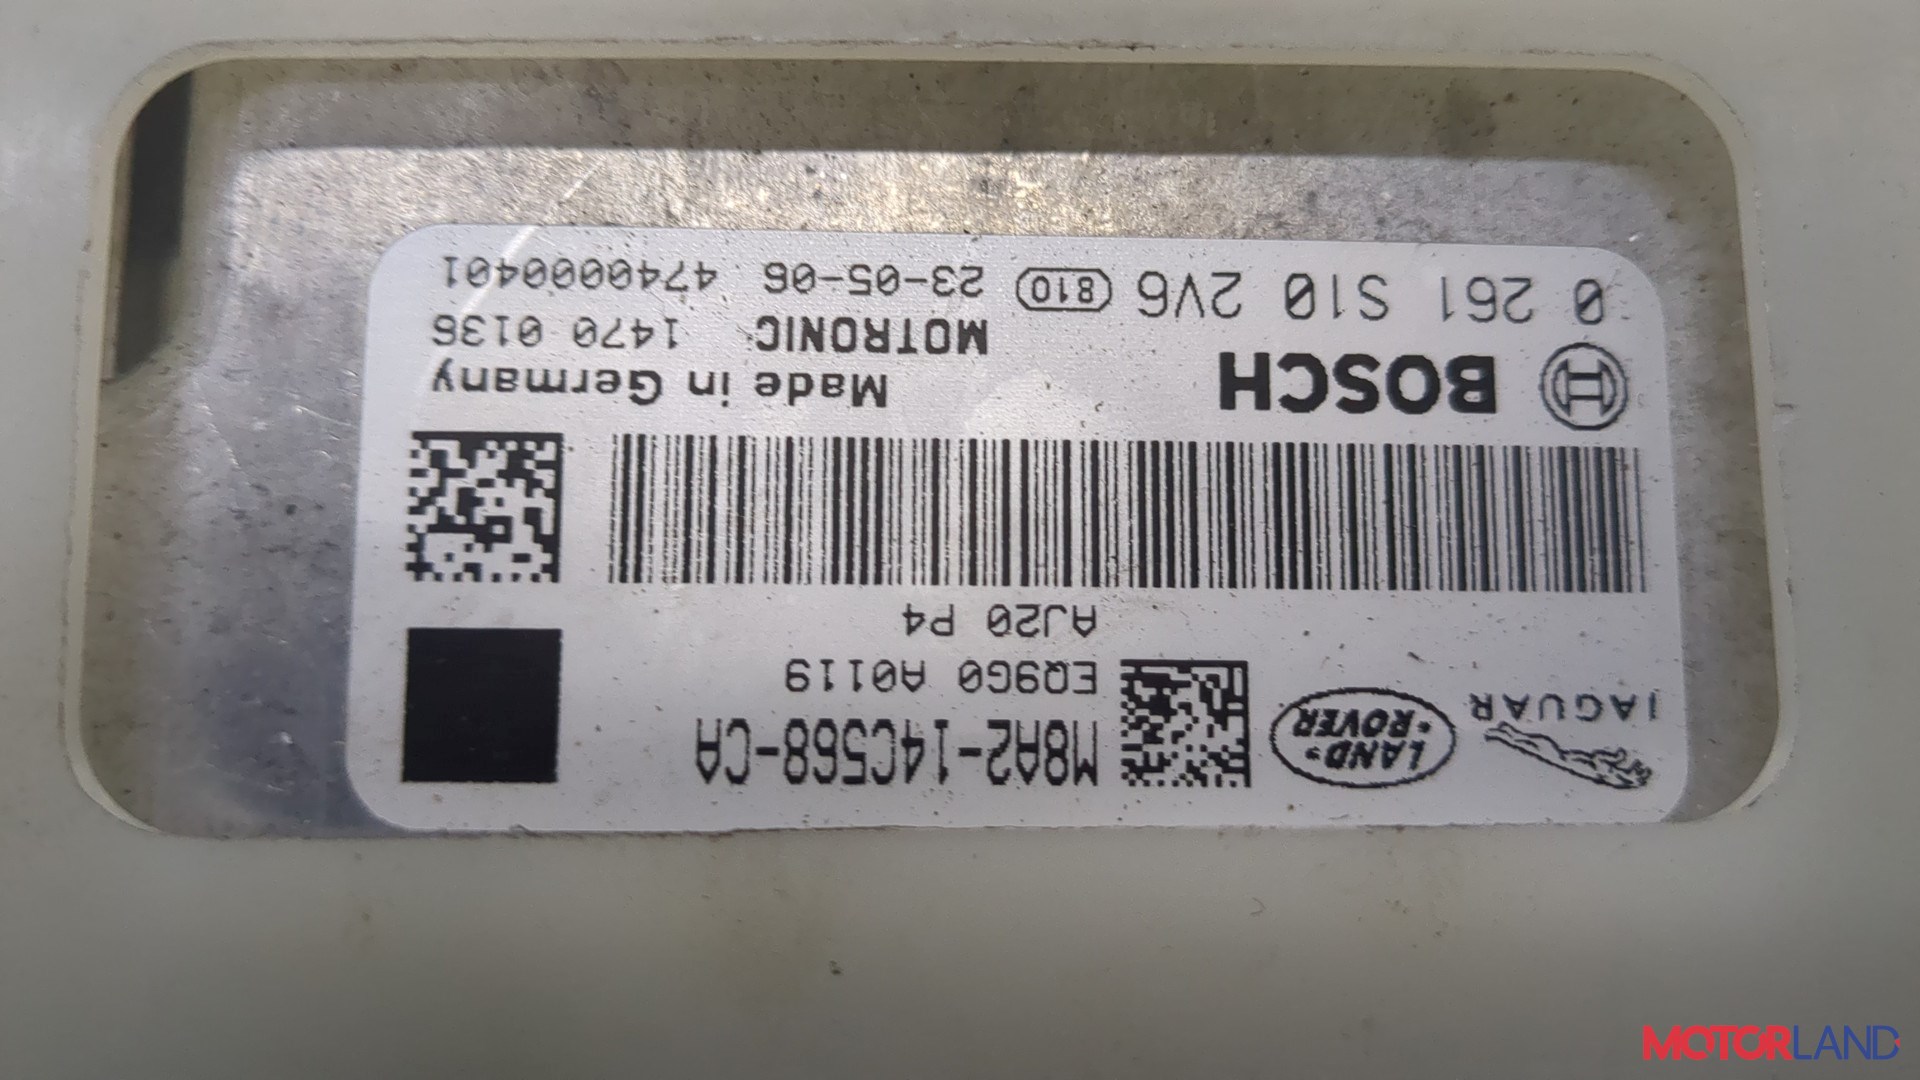 JAGUAR
LAND-
-ROVER
M8A2-14C568-CA
EQ9G0 A0119
AJ20 P4
BOSCH
Made in Germany
0 261 S10 2V6
MOTRONIC 1470 0136
810 23-05-06 4740000401
MOTORLAND